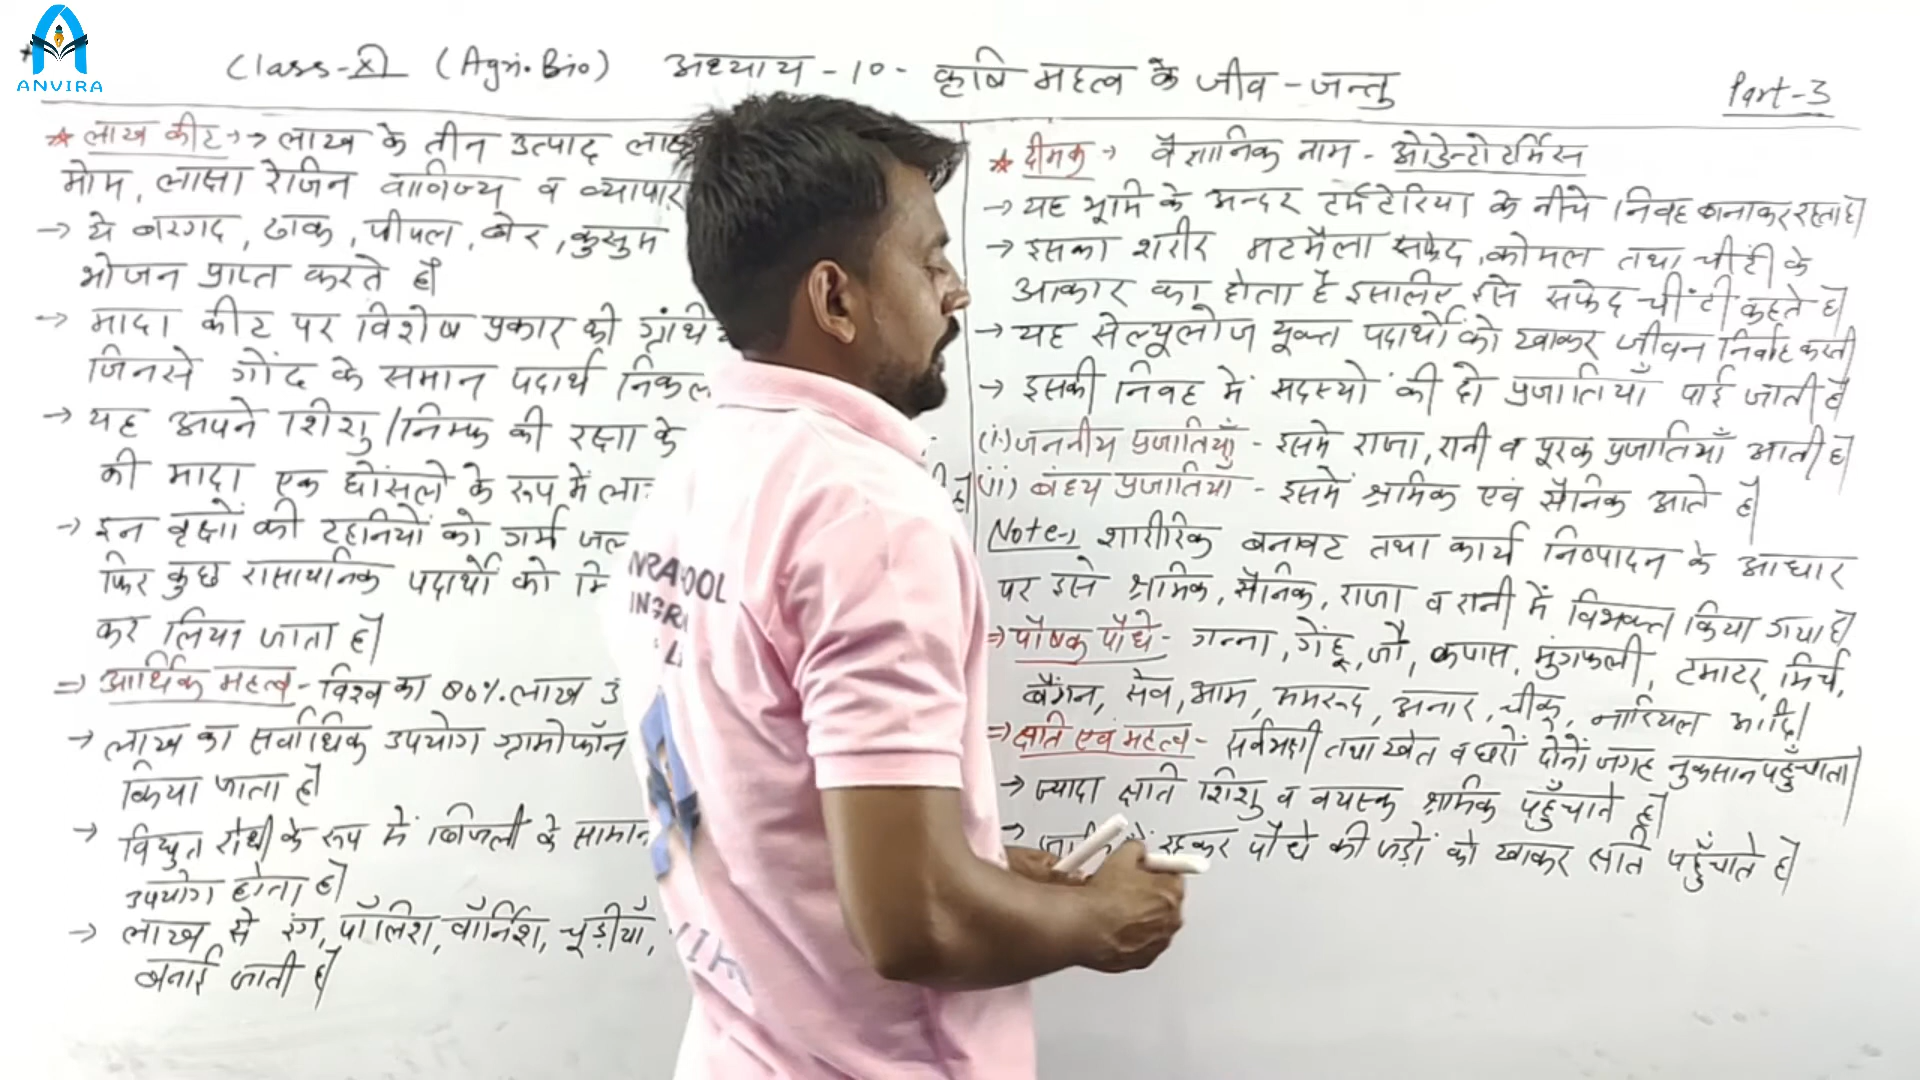 ANVIRA
Class-XI (Agri.Bio) अध्याय - 10 - कृषि महत्व के जीव - जन्तु
Part-3
लाख कीट → लाख के तीन उत्पाद
मोम, लाक्षा रेजिन वाणिज्य व व्यापार
→ ये बरगद, ढाक, पीपल, बेर, कुसुम
भोजन प्राप्त करते है।
→ मादा कीट पर विशेष प्रकार की ग्रंथि
जिनसे गोंद के समान पदार्थ
→ यह अपने शिशु/निम्फ की रक्षा के
की मादा एक घोंसले के रूप में
→ इन वृक्षों की टहनियों को गर्म जल
फिर कुछ रासायनिक पदार्थों को
कर लिया जाता है।
⇒ आर्थिक महत्व - विश्व का 80% लाख
→ लाख का सर्वाधिक उपयोग ग्रामोफॉन
किया जाता है।
→ विद्युत रोधी के रूप में बिजली के सामान
उपयोग होता है।
→ लाख से रंग, पॉलिश, वॉर्निश, चूड़ीयाँ,
बनाई जाती है।
दीमक → वैज्ञानिक नाम - ओडेन्टोटर्मिस
→ यह भूमि के अन्दर टर्मटेरिया के नीचे निवह बनाकर रहता है।
→ इसका शरीर मटमैला सफेद, कोमल तथा चींटी के
आकार का होता है इसलिए इसे सफेद चींटी कहते है।
→ यह सेल्यूलोज युक्त पदार्थों को खाकर जीवन निर्वाह करती
→ इसकी निवह में सदस्यों की दो प्रजातियाँ पाई जाती है
(i) जननीय प्रजातियाँ - इसमे राजा, रानी व पूरक प्रजातियाँ आती है।
(ii) बंध्य प्रजातियाँ - इसमें श्रमिक एवं सैनिक आते है।
Note→ शारीरिक बनावट तथा कार्य निष्पादन के आधार
पर इसे श्रमिक, सैनिक, राजा व रानी में विभक्त किया गया है।
⇒ पोषक पौधे - गन्ना, गेंहू, जौ, कपास, मुंगफली, टमाटर, मिर्च,
बैंगन, सेव, आम, अमरूद, अनार, चीकू, नारियल आदि।
⇒ क्षति एवं महत्व - सर्वभक्षी तथा खेत व घरों दोनों जगह नुकसान पहुँचाता
→ ज्यादा क्षति शिशु व वयस्क श्रमिक पहुँचाते है।
→ रहकर पौधे की जड़ों को खाकर क्षति पहुँचाते है।